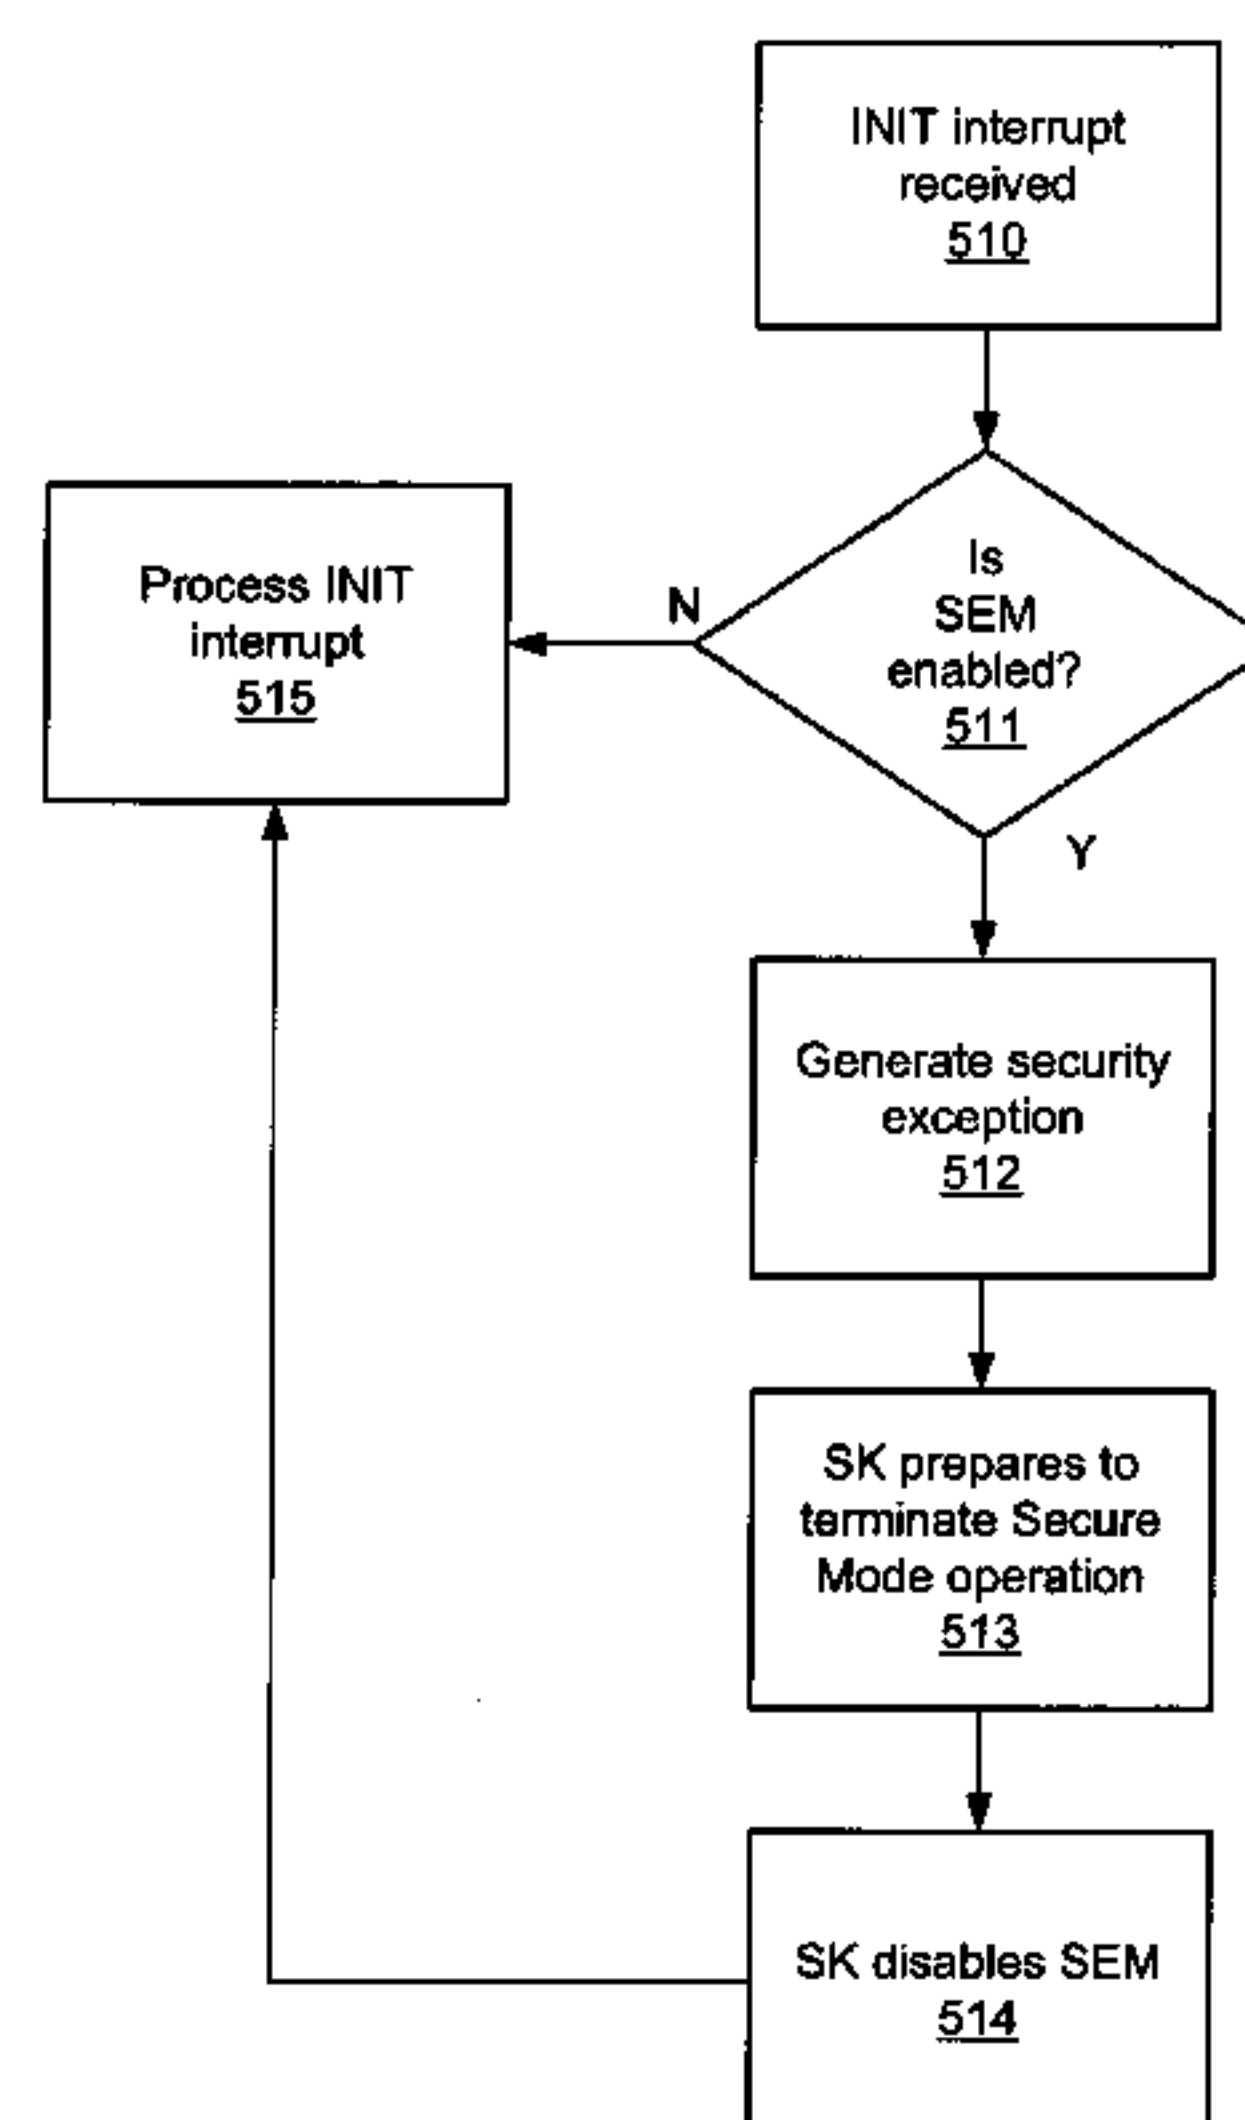 INIT interrupt
received
510
Is
SEM
enabled?
511
N
Y
Process INIT
interrupt
515
Generate security
exception
512
SK prepares to
terminate Secure
Mode operation
513
SK disables SEM
514